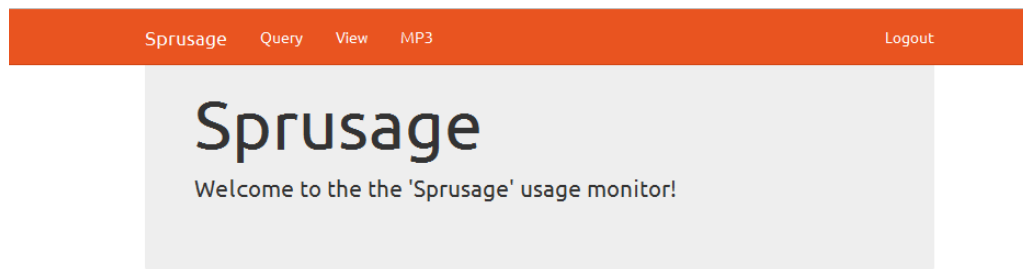 Sprusage Query View MP3 Logout
Sprusage
Welcome to the the 'Sprusage' usage monitor!